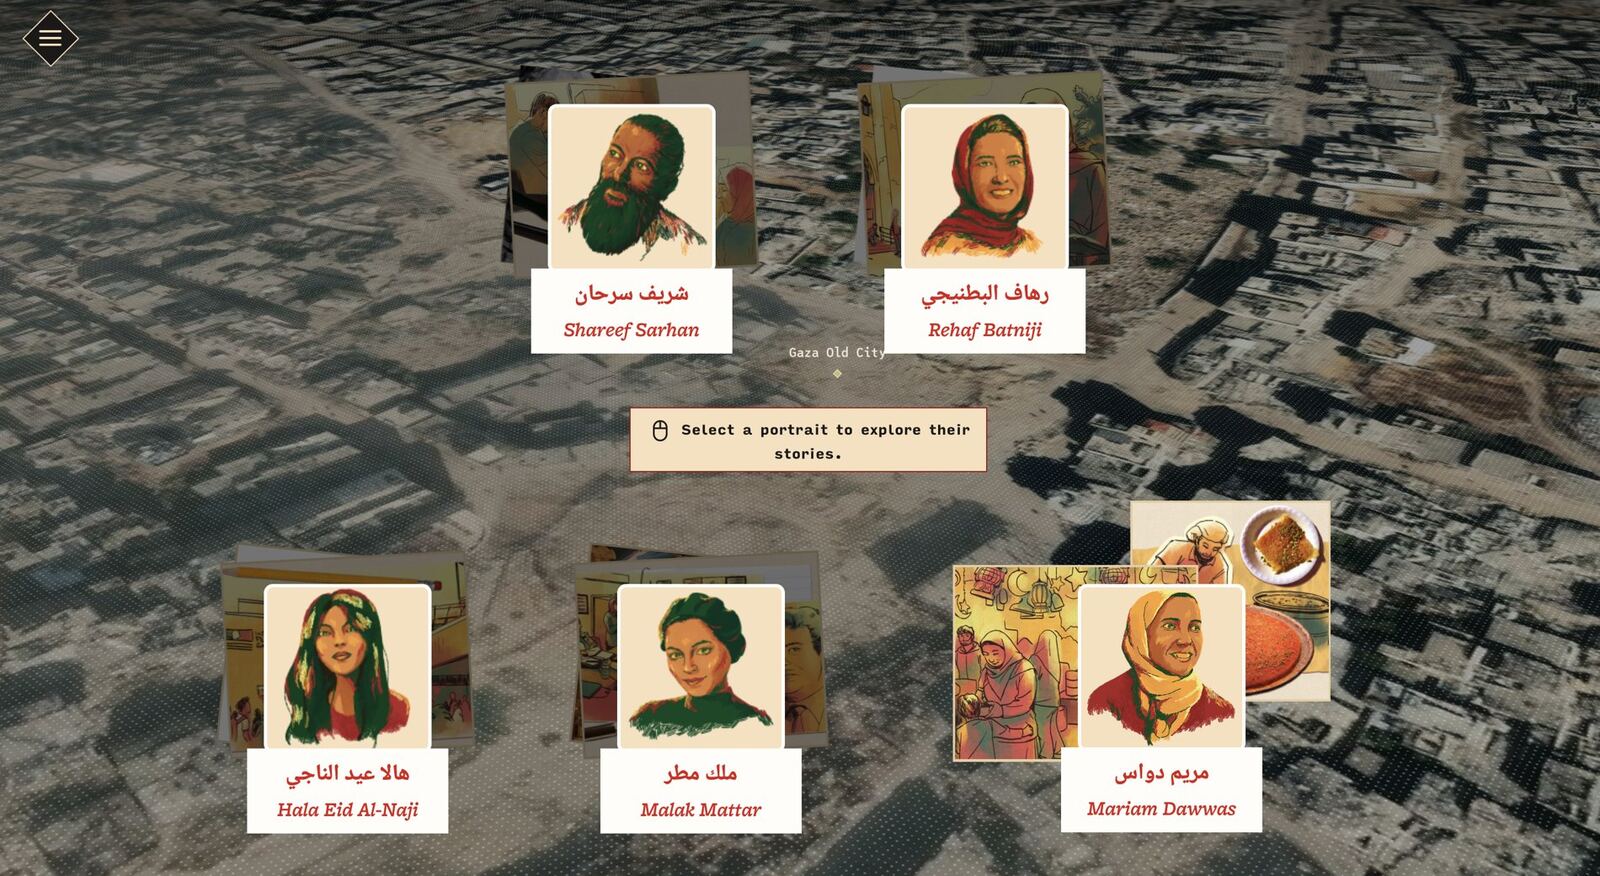 شريف سرحان
Shareef Sarhan
رهاف البطنيجي
Rehaf Batniji
Gaza Old City
Select a portrait to explore their
stories.
هالا عيد الناجي
Hala Eid Al-Naji
ملك مطر
Malak Mattar
مريم دواس
Mariam Dawwas